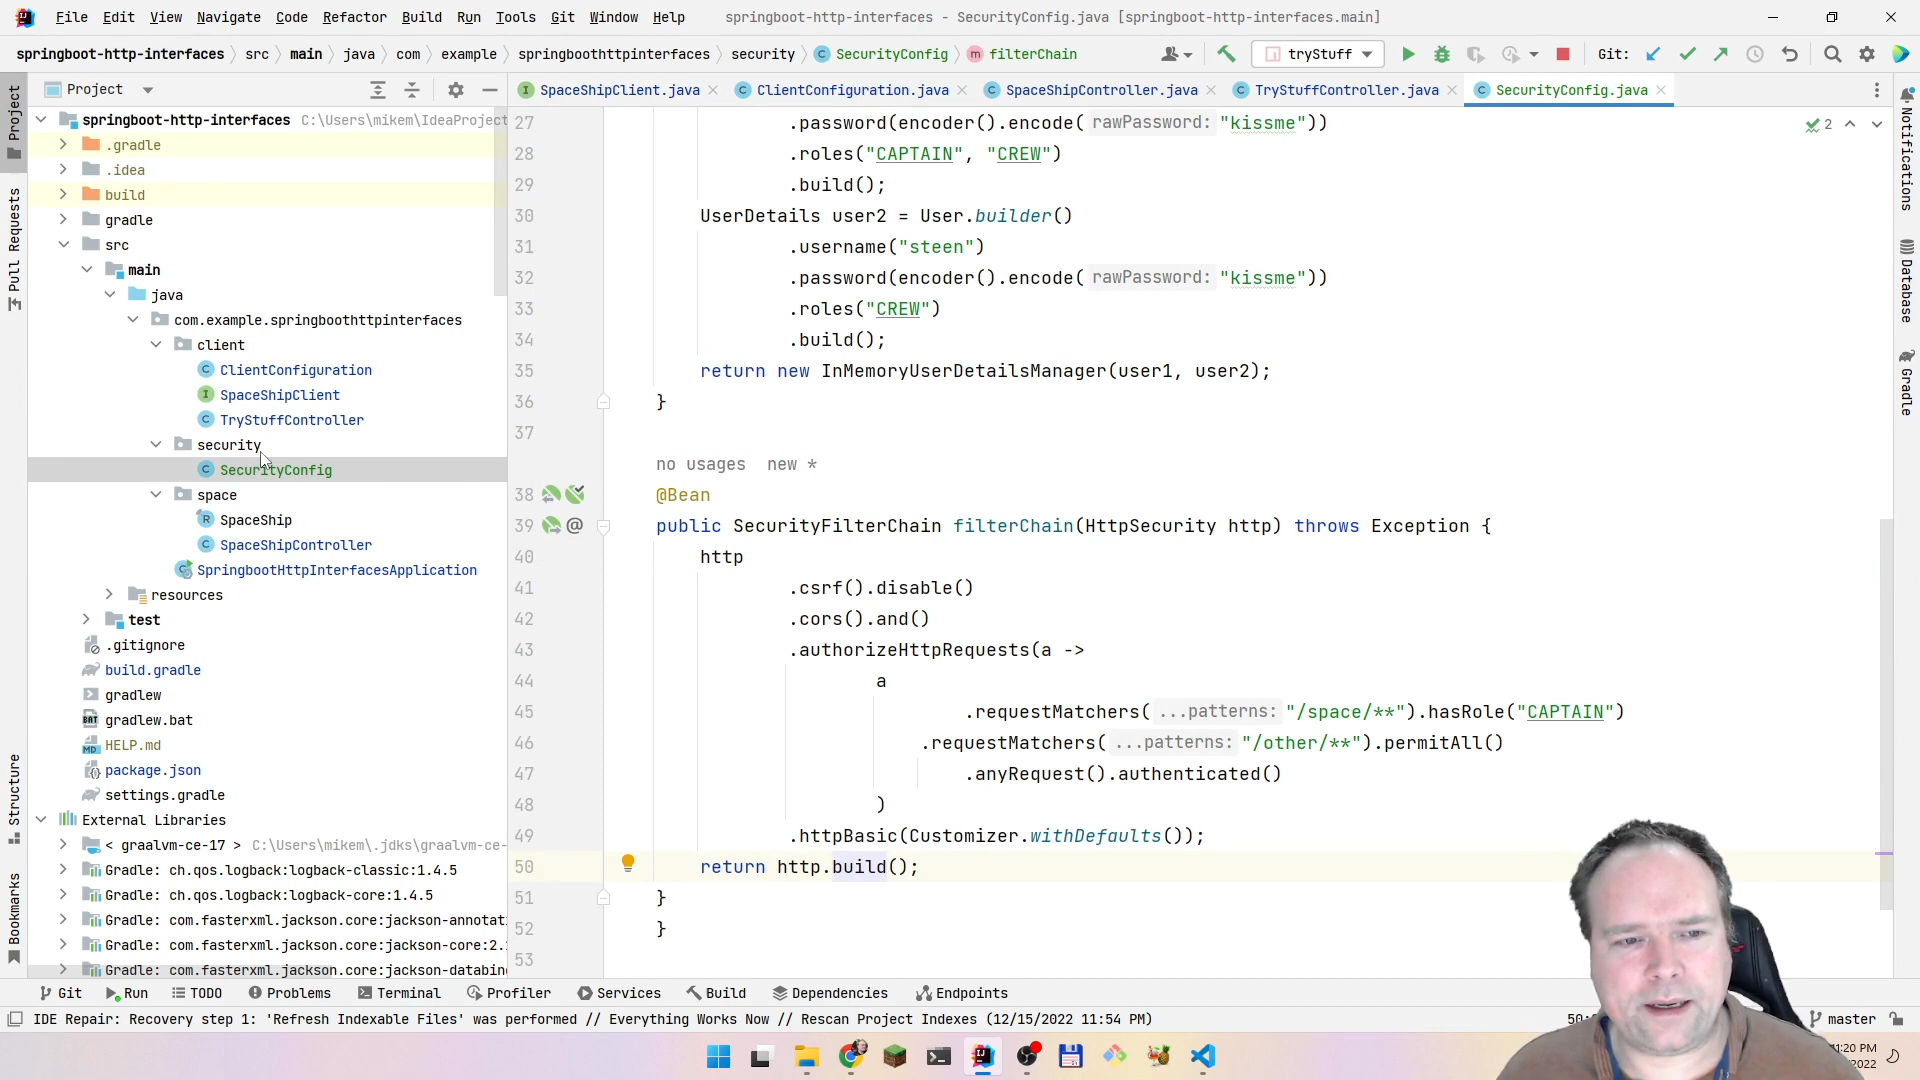 File Edit View Navigate Code Refactor Build Run Tools Git Window Help springboot-http-interfaces - SecurityConfig.java [springboot-http-interfaces.main]
springboot-http-interfaces src main java com example springboothttpinterfaces security SecurityConfig filterChain tryStuff Git:
Project
SpaceShipClient.java ClientConfiguration.java SpaceShipController.java TryStuffController.java SecurityConfig.java
springboot-http-interfaces C:\Users\mikem\IdeaProject
.gradle
.idea
build
gradle
src
main
java
com.example.springboothttpinterfaces
client
ClientConfiguration
SpaceShipClient
TryStuffController
security
SecurityConfig
space
SpaceShip
SpaceShipController
SpringbootHttpInterfacesApplication
resources
test
.gitignore
build.gradle
gradlew
gradlew.bat
HELP.md
package.json
settings.gradle
External Libraries
< graalvm-ce-17 > C:\Users\mikem\.jdks\graalvm-ce-
Gradle: ch.qos.logback:logback-classic:1.4.5
Gradle: ch.qos.logback:logback-core:1.4.5
Gradle: com.fasterxml.jackson.core:jackson-annotat
Gradle: com.fasterxml.jackson.core:jackson-core:2.
Gradle: com.fasterxml.jackson.core:jackson-databin
27 .password(encoder().encode( rawPassword: "kissme"))
28 .roles("CAPTAIN", "CREW")
29 .build();
30 UserDetails user2 = User.builder()
31 .username("steen")
32 .password(encoder().encode( rawPassword: "kissme"))
33 .roles("CREW")
34 .build();
35 return new InMemoryUserDetailsManager(user1, user2);
36 }
37
no usages new *
38 @Bean
39 @ public SecurityFilterChain filterChain(HttpSecurity http) throws Exception {
40 http
41 .csrf().disable()
42 .cors().and()
43 .authorizeHttpRequests(a ->
44 a
45 .requestMatchers( ...patterns: "/space/**").hasRole("CAPTAIN")
46 .requestMatchers( ...patterns: "/other/**").permitAll()
47 .anyRequest().authenticated()
48 )
49 .httpBasic(Customizer.withDefaults());
50 return http.build();
51 }
52 }
53
2
Project
Pull Requests
Structure
Bookmarks
Notifications
Database
Gradle
Git Run TODO Problems Terminal Profiler Services Build Dependencies Endpoints
IDE Repair: Recovery step 1: 'Refresh Indexable Files' was performed // Everything Works Now // Rescan Project Indexes (12/15/2022 11:54 PM) master